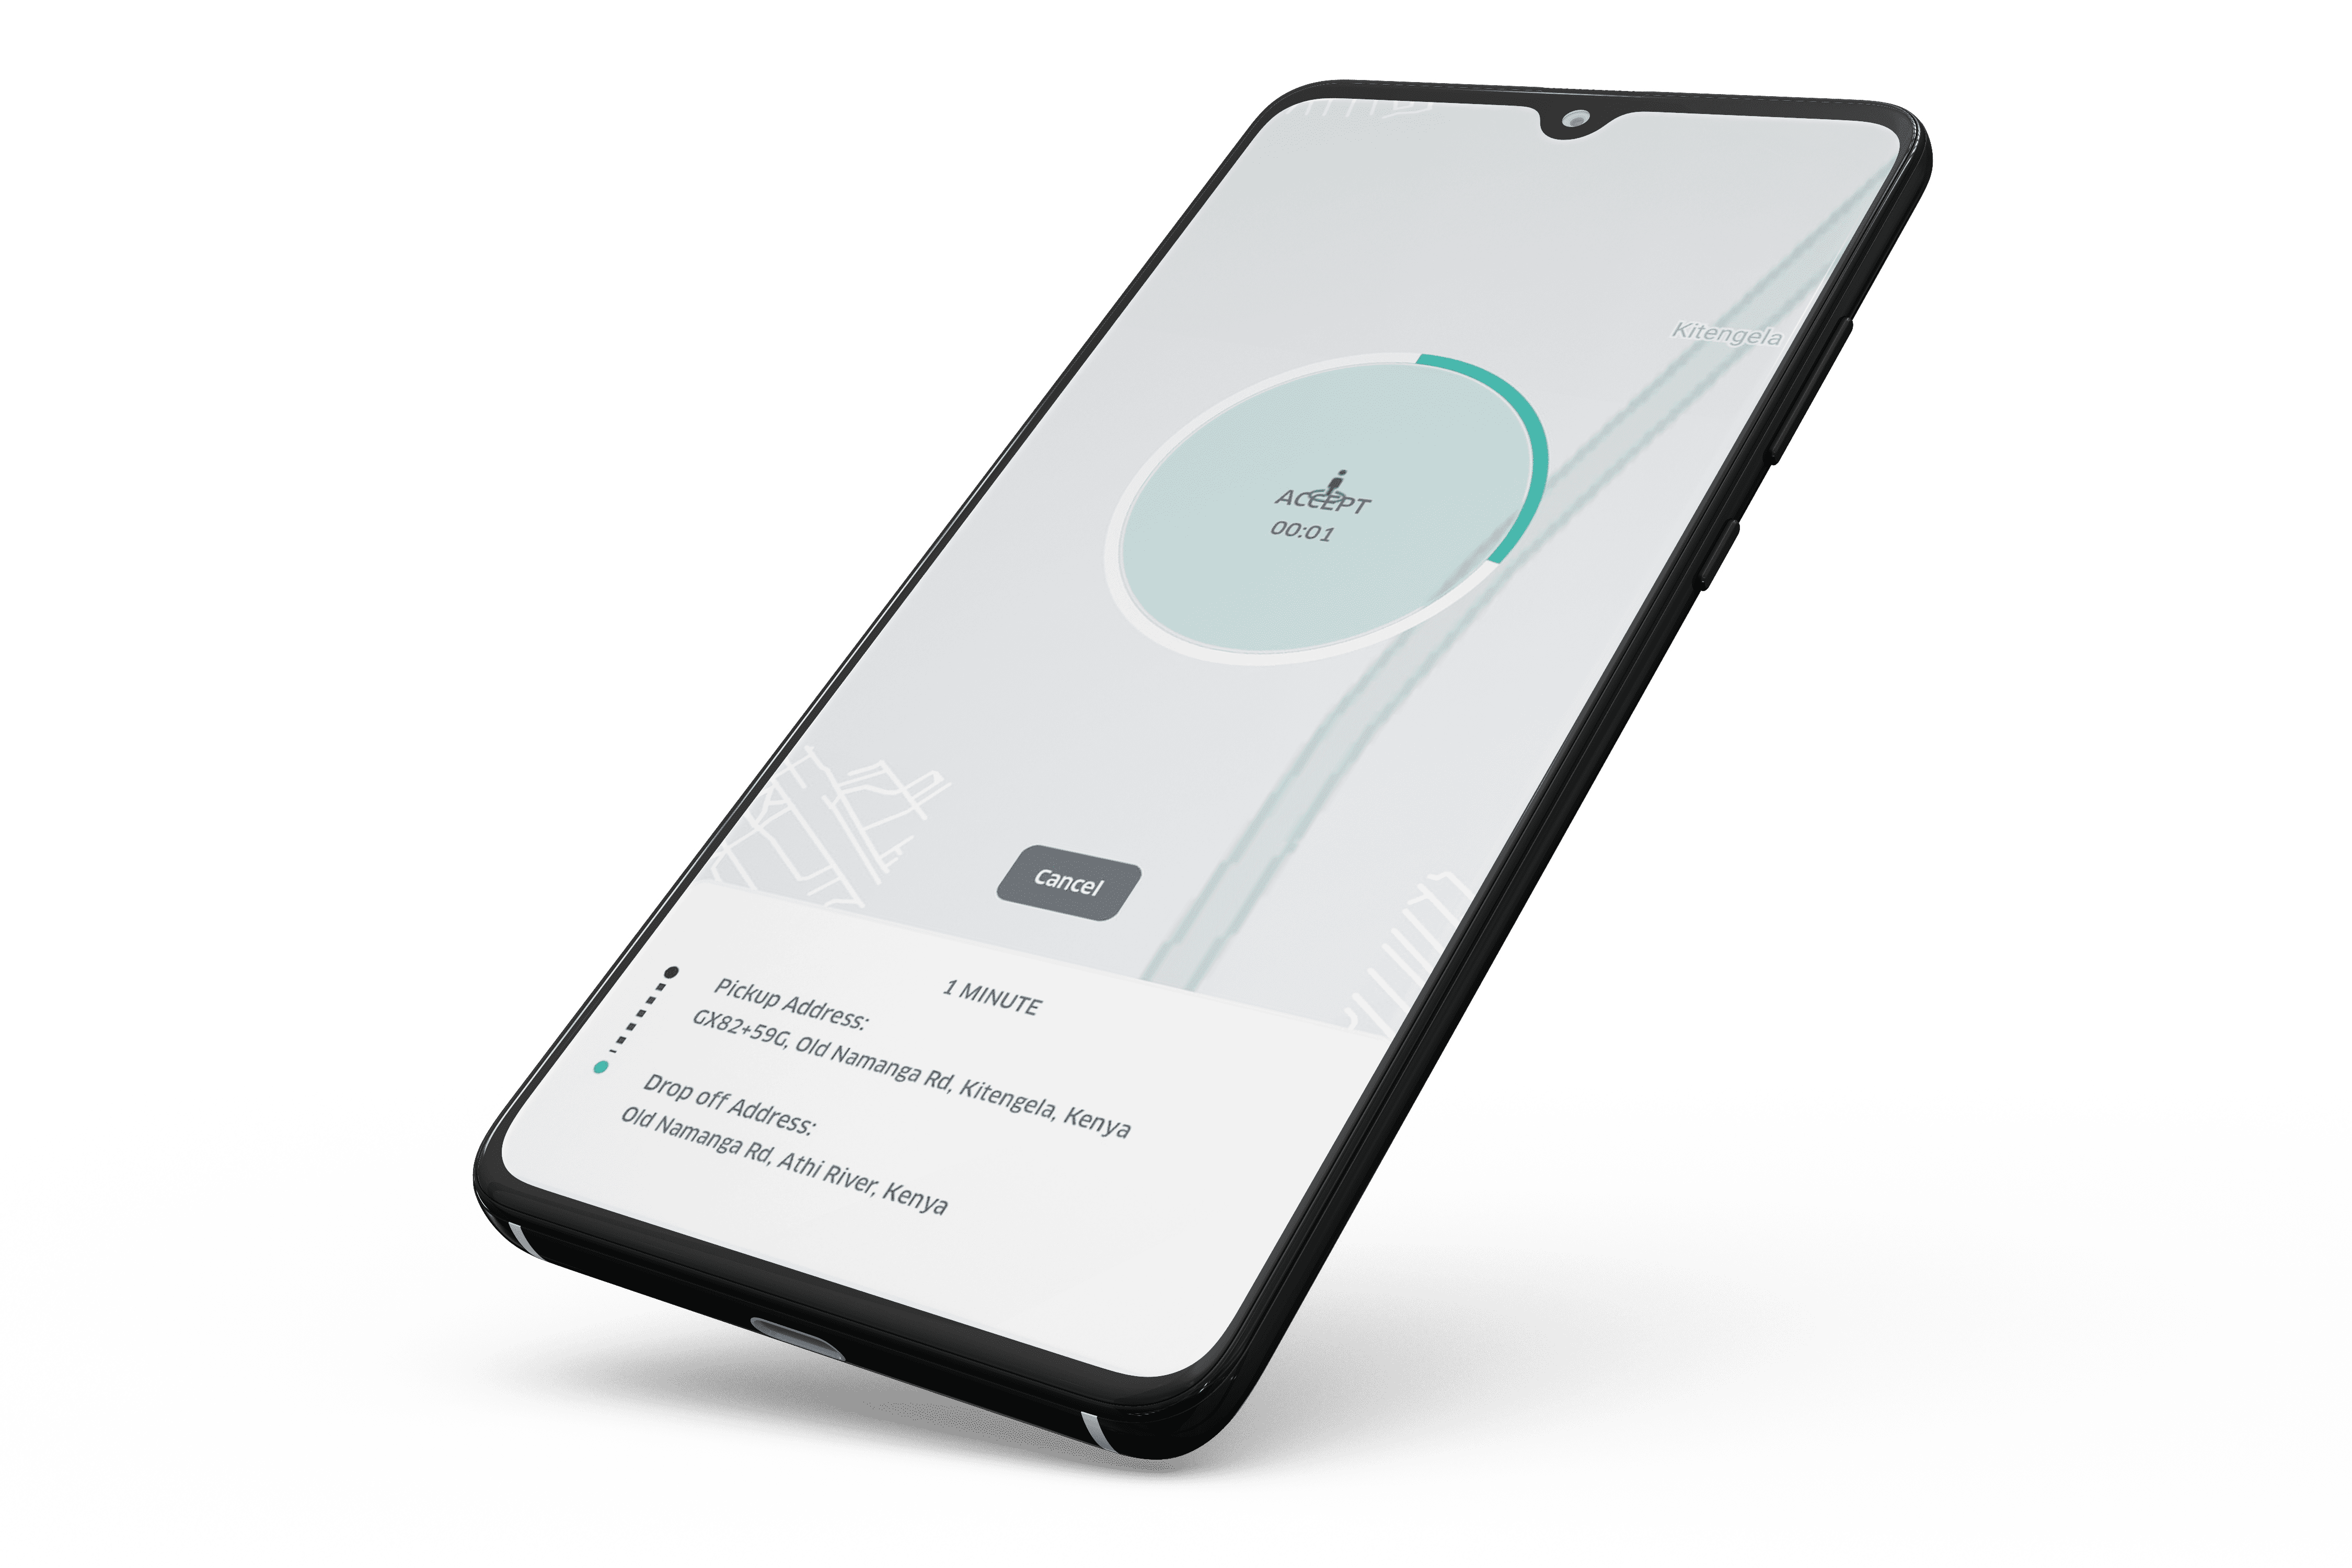 Kitengela
ACCEPT
00:01
Cancel
1 MINUTE
Pickup Address:
GX82+59G, Old Namanga Rd, Kitengela, Kenya
Drop off Address:
Old Namanga Rd, Athi River, Kenya